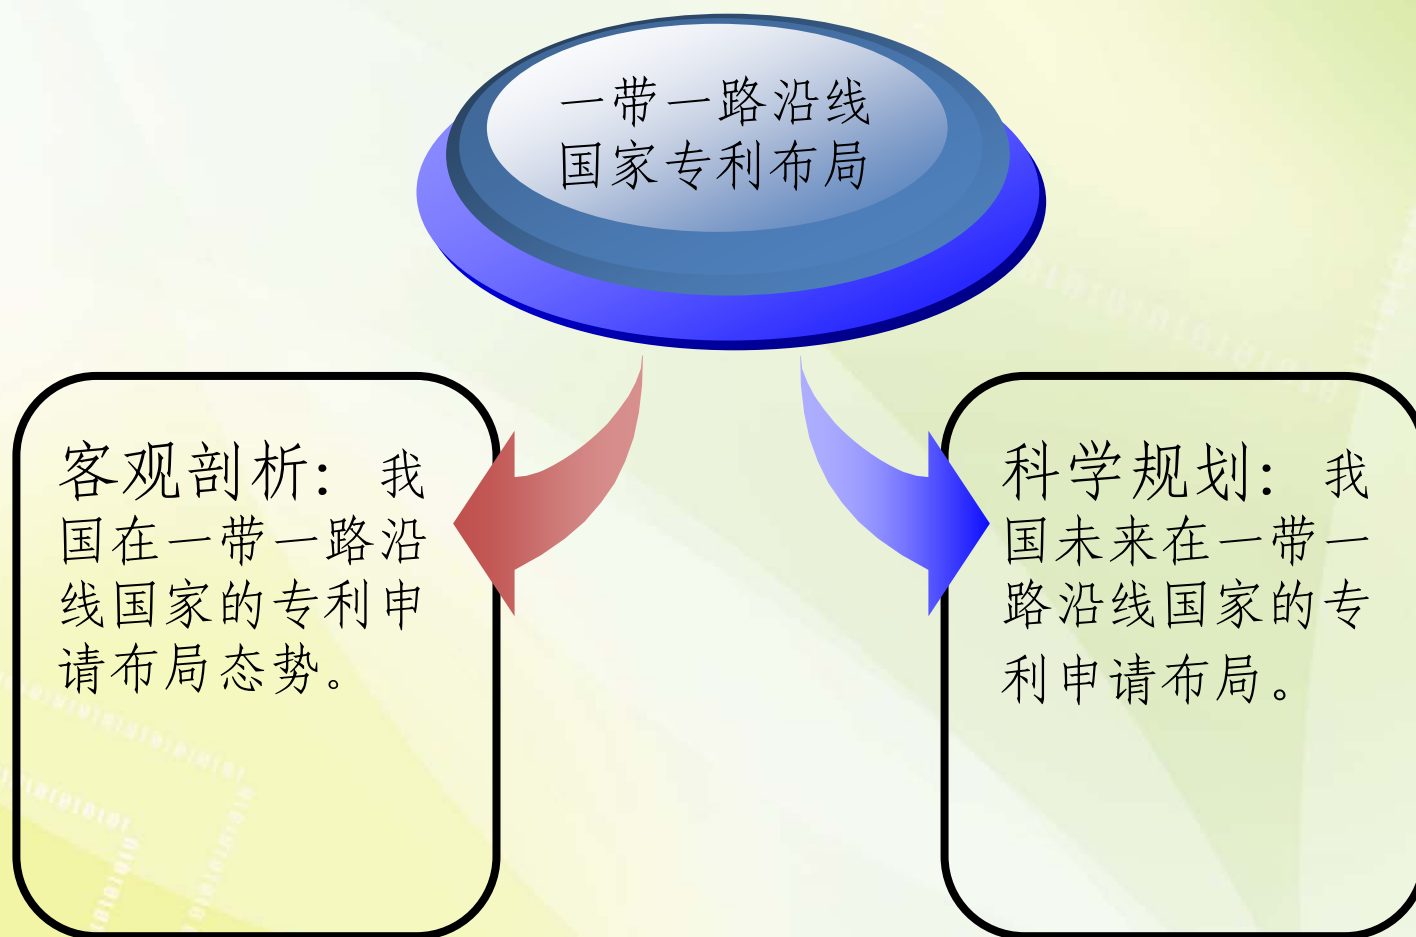 一带一路沿线
国家专利布局
客观剖析：我
国在一带一路沿
线国家的专利申
请布局态势。
科学规划：我
国未来在一带一
路沿线国家的专
利申请布局。